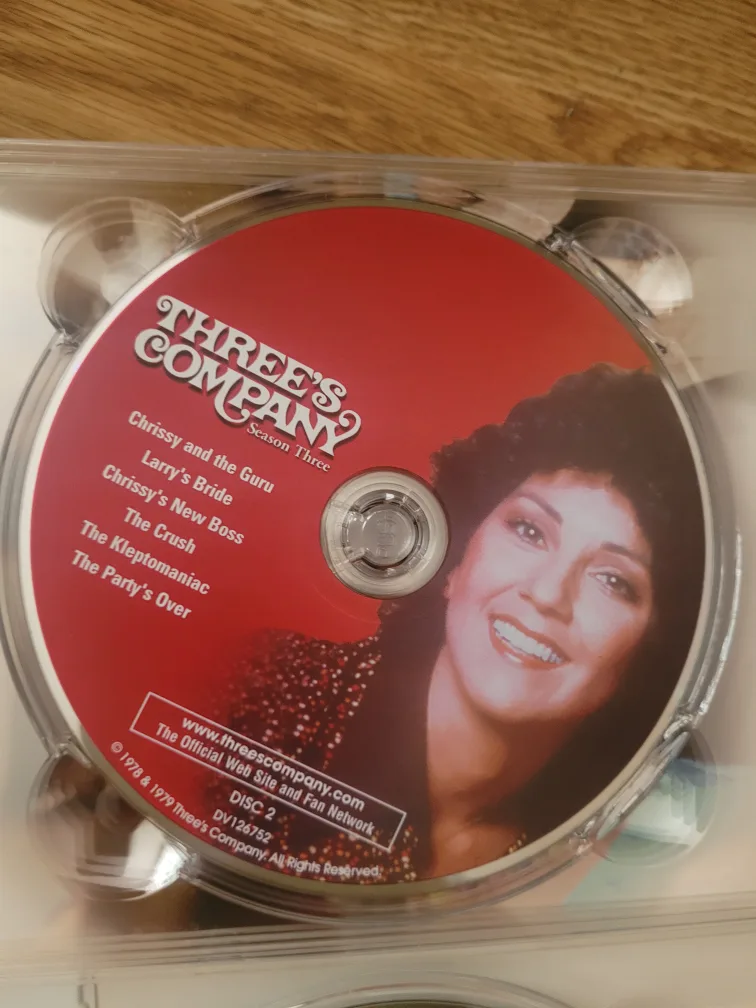 THREE'S
COMPANY
Season Three
Chrissy and the Guru
Larry's Bride
Chrissy's New Boss
The Crush
The Kleptomaniac
The Party's Over
www.threescompany.com
The Official Web Site and Fan Network
DISC 2
DV126752
© 1978 & 1979 Three's Company. All Rights Reserved.